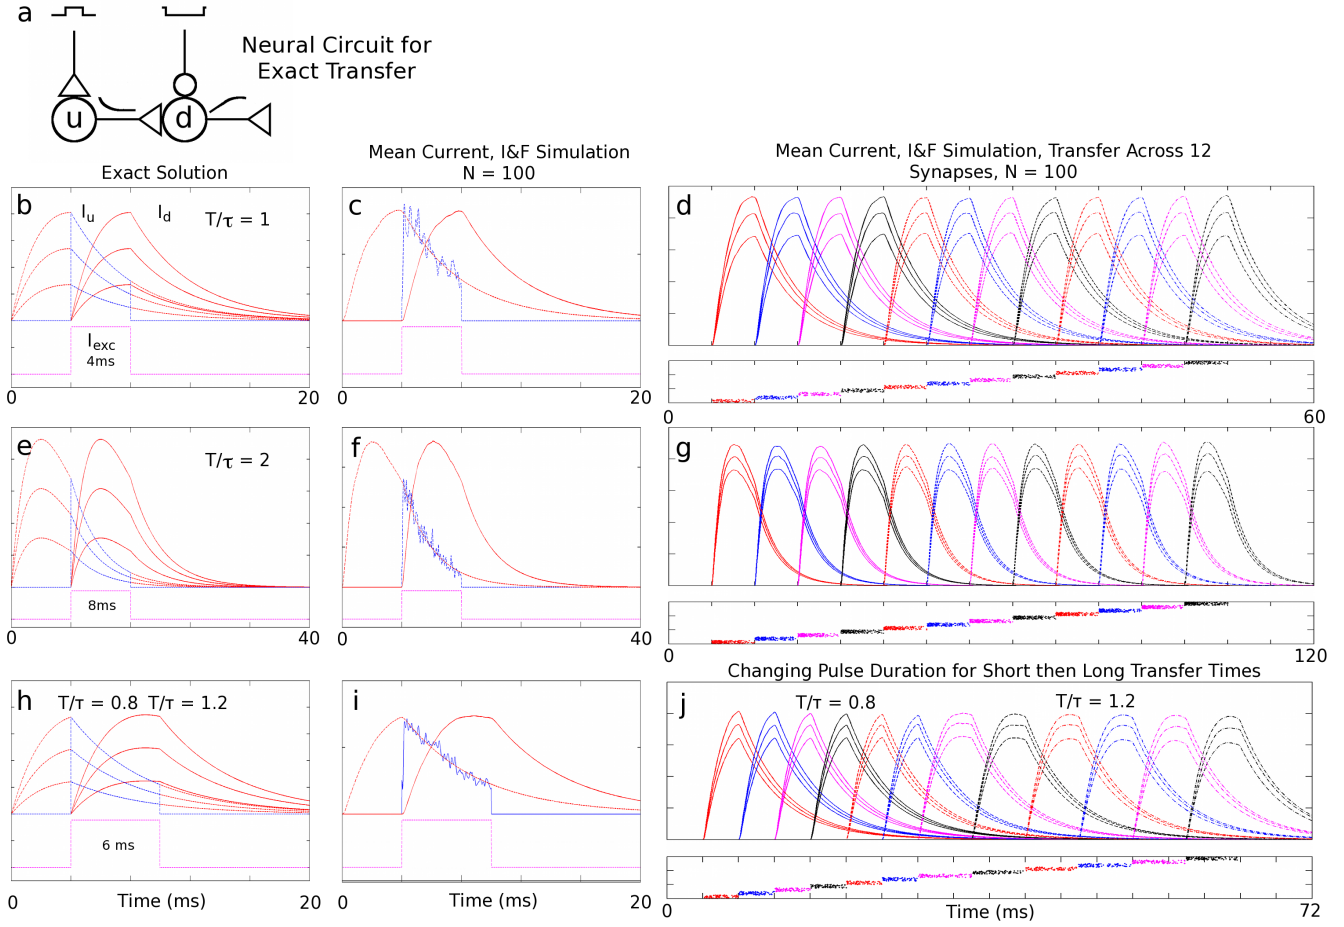 a
u
d
Neural Circuit for
Exact Transfer
Exact Solution
Mean Current, I&F Simulation
N = 100
Mean Current, I&F Simulation, Transfer Across 12
Synapses, N = 100
b
Iu
Id
T/τ = 1
Iexc
4ms
0
20
c
0
20
d
0
60
e
T/τ = 2
8ms
0
40
f
0
40
g
0
120
Changing Pulse Duration for Short then Long Transfer Times
h
T/τ = 0.8 T/τ = 1.2
6 ms
0
Time (ms)
20
i
0
Time (ms)
20
j
T/τ = 0.8
T/τ = 1.2
0
Time (ms)
72